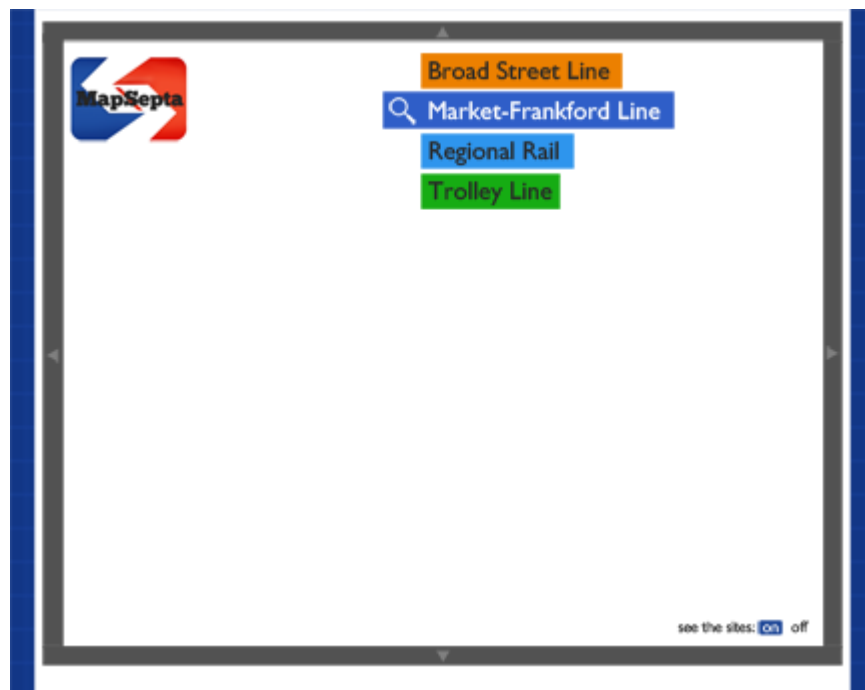 MapSepta
Broad Street Line
Market-Frankford Line
Regional Rail
Trolley Line
see the sites: on off